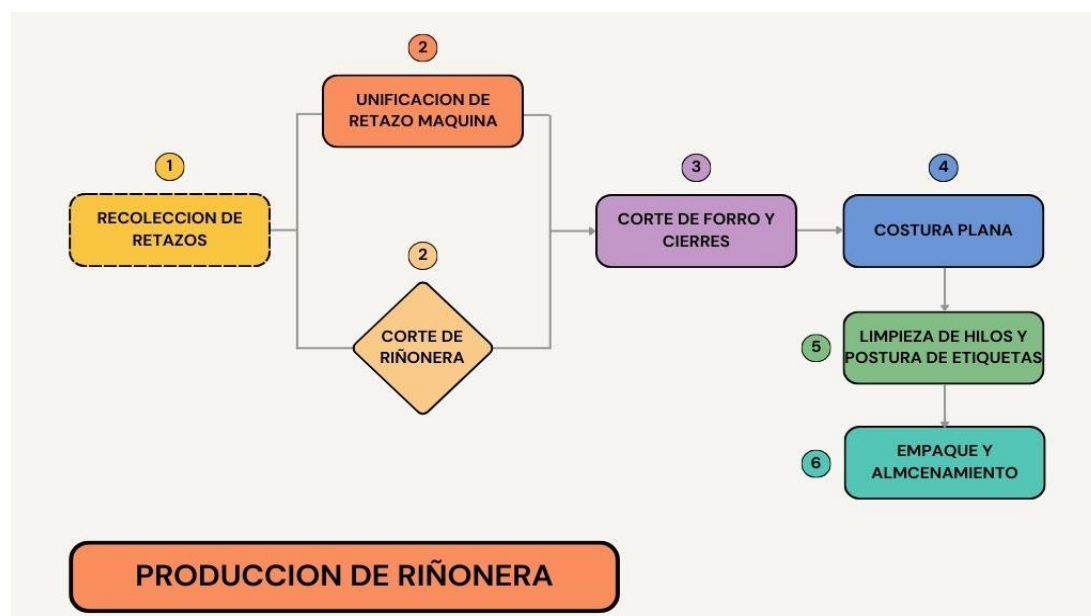 2
UNIFICACION DE
RETAZO MAQUINA
1
RECOLECCION DE
RETAZOS
2
CORTE DE
RIÑONERA
3
CORTE DE FORRO Y
CIERRES
4
COSTURA PLANA
5
LIMPIEZA DE HILOS Y
POSTURA DE ETIQUETAS
6
EMPAQUE Y
ALMCENAMIENTO
PRODUCCION DE RIÑONERA